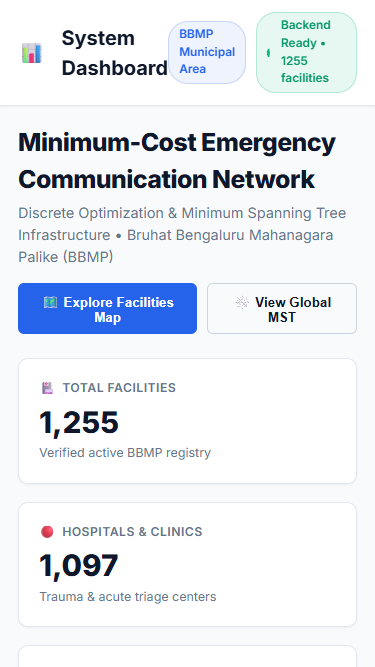 System
Dashboard
BBMP
Municipal
Area
Backend
Ready •
1255
facilities
Minimum-Cost Emergency
Communication Network
Discrete Optimization & Minimum Spanning Tree
Infrastructure • Bruhat Bengaluru Mahanagara
Palike (BBMP)
Explore Facilities
Map
View Global
MST
TOTAL FACILITIES
1,255
Verified active BBMP registry
HOSPITALS & CLINICS
1,097
Trauma & acute triage centers